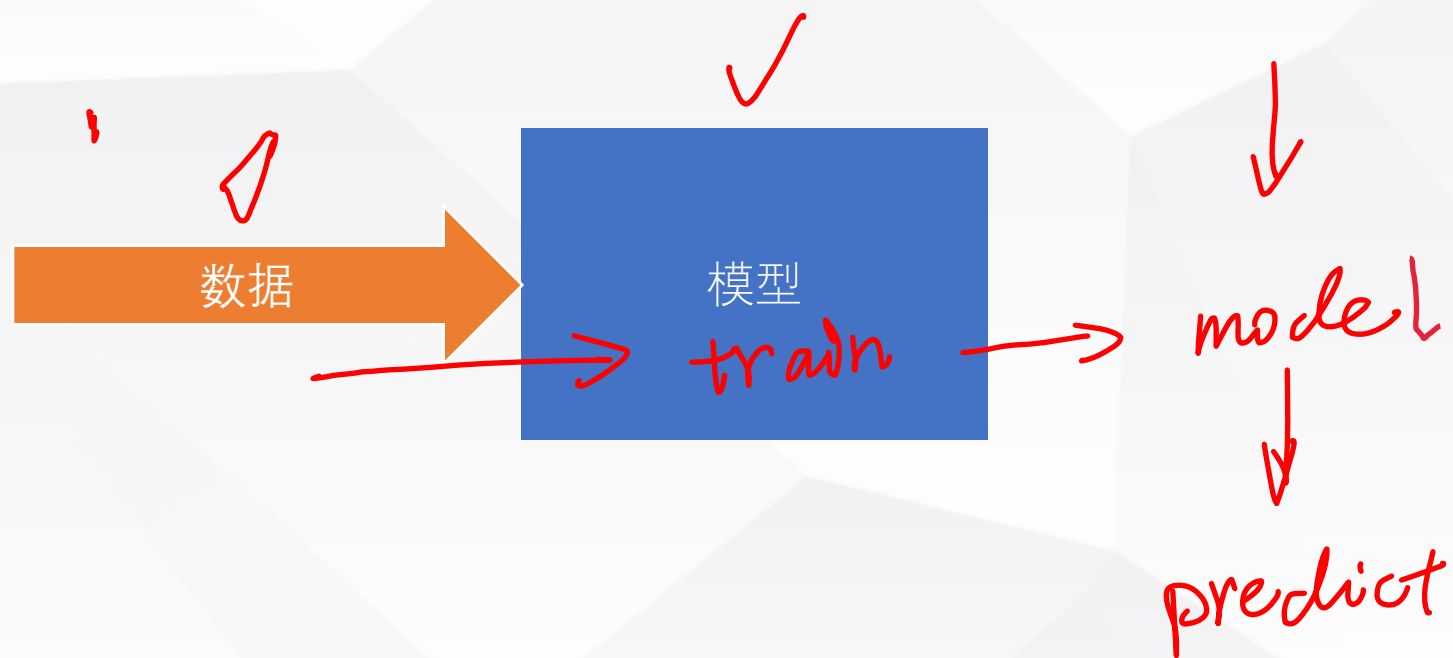 数据
模型
train
model
predict